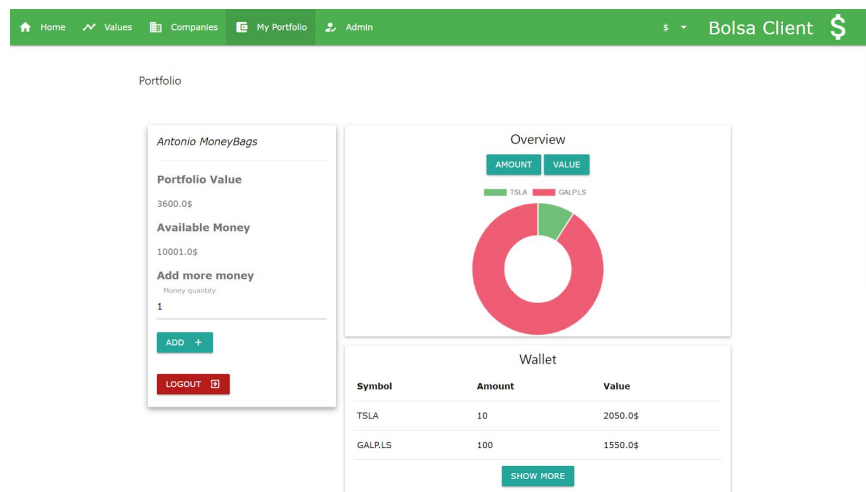 Home Values Companies My Portfolio Admin $ Bolsa Client $
Portfolio
Antonio MoneyBags
Portfolio Value
3600.0$
Available Money
10001.0$
Add more money
Money quantity
1
ADD +
LOGOUT
Overview
AMOUNT VALUE
TSLA GALP.LS
Wallet
Symbol Amount Value
TSLA 10 2050.0$
GALP.LS 100 1550.0$
SHOW MORE